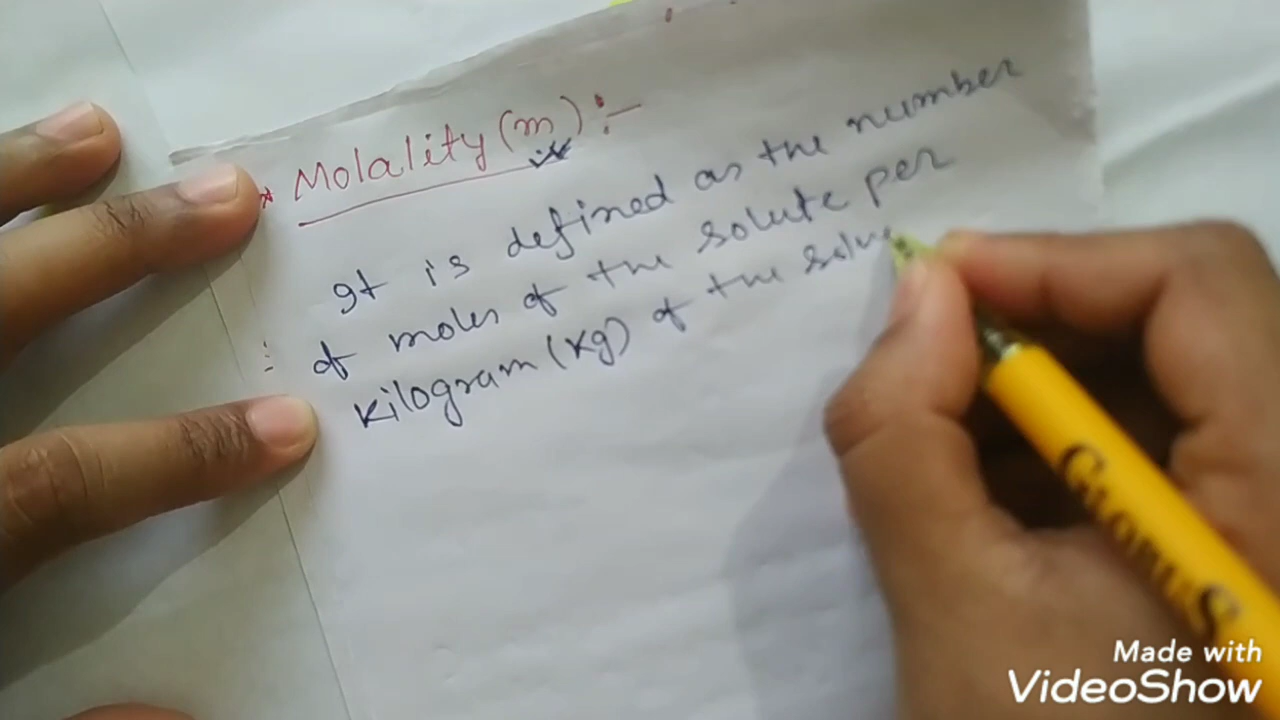 * Molality (m) :-
It is defined as the number
of moles of the solute per
Kilogram (Kg) of the solve
GLOBUS
Made with
VideoShow